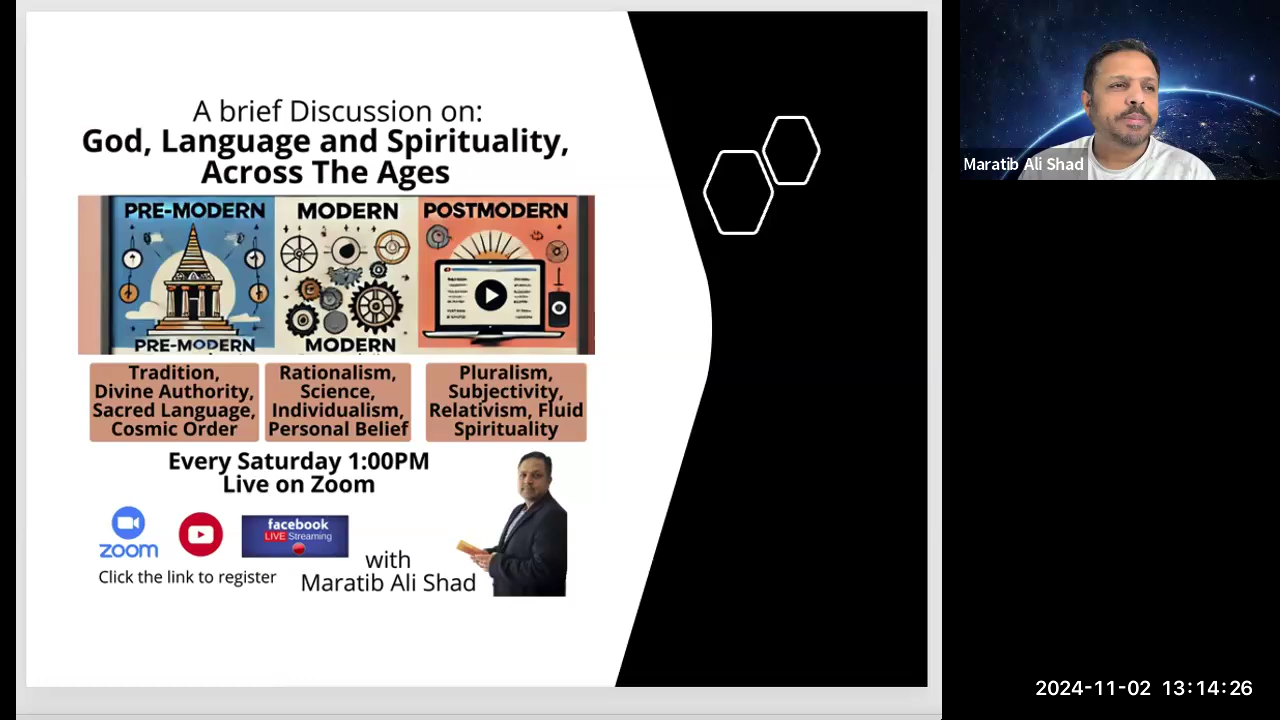 A brief Discussion on:
God, Language and Spirituality,
Across The Ages
PRE-MODERN
MODERN
POSTMODERN
PRE-MODERN
MODERN
Tradition,
Divine Authority,
Sacred Language,
Cosmic Order
Rationalism,
Science,
Individualism,
Personal Belief
Pluralism,
Subjectivity,
Relativism, Fluid
Spirituality
Every Saturday 1:00PM
Live on Zoom
zoom
facebook
LIVE Streaming
Click the link to register
with
Maratib Ali Shad
Maratib Ali Shad
2024-11-02 13:14:26